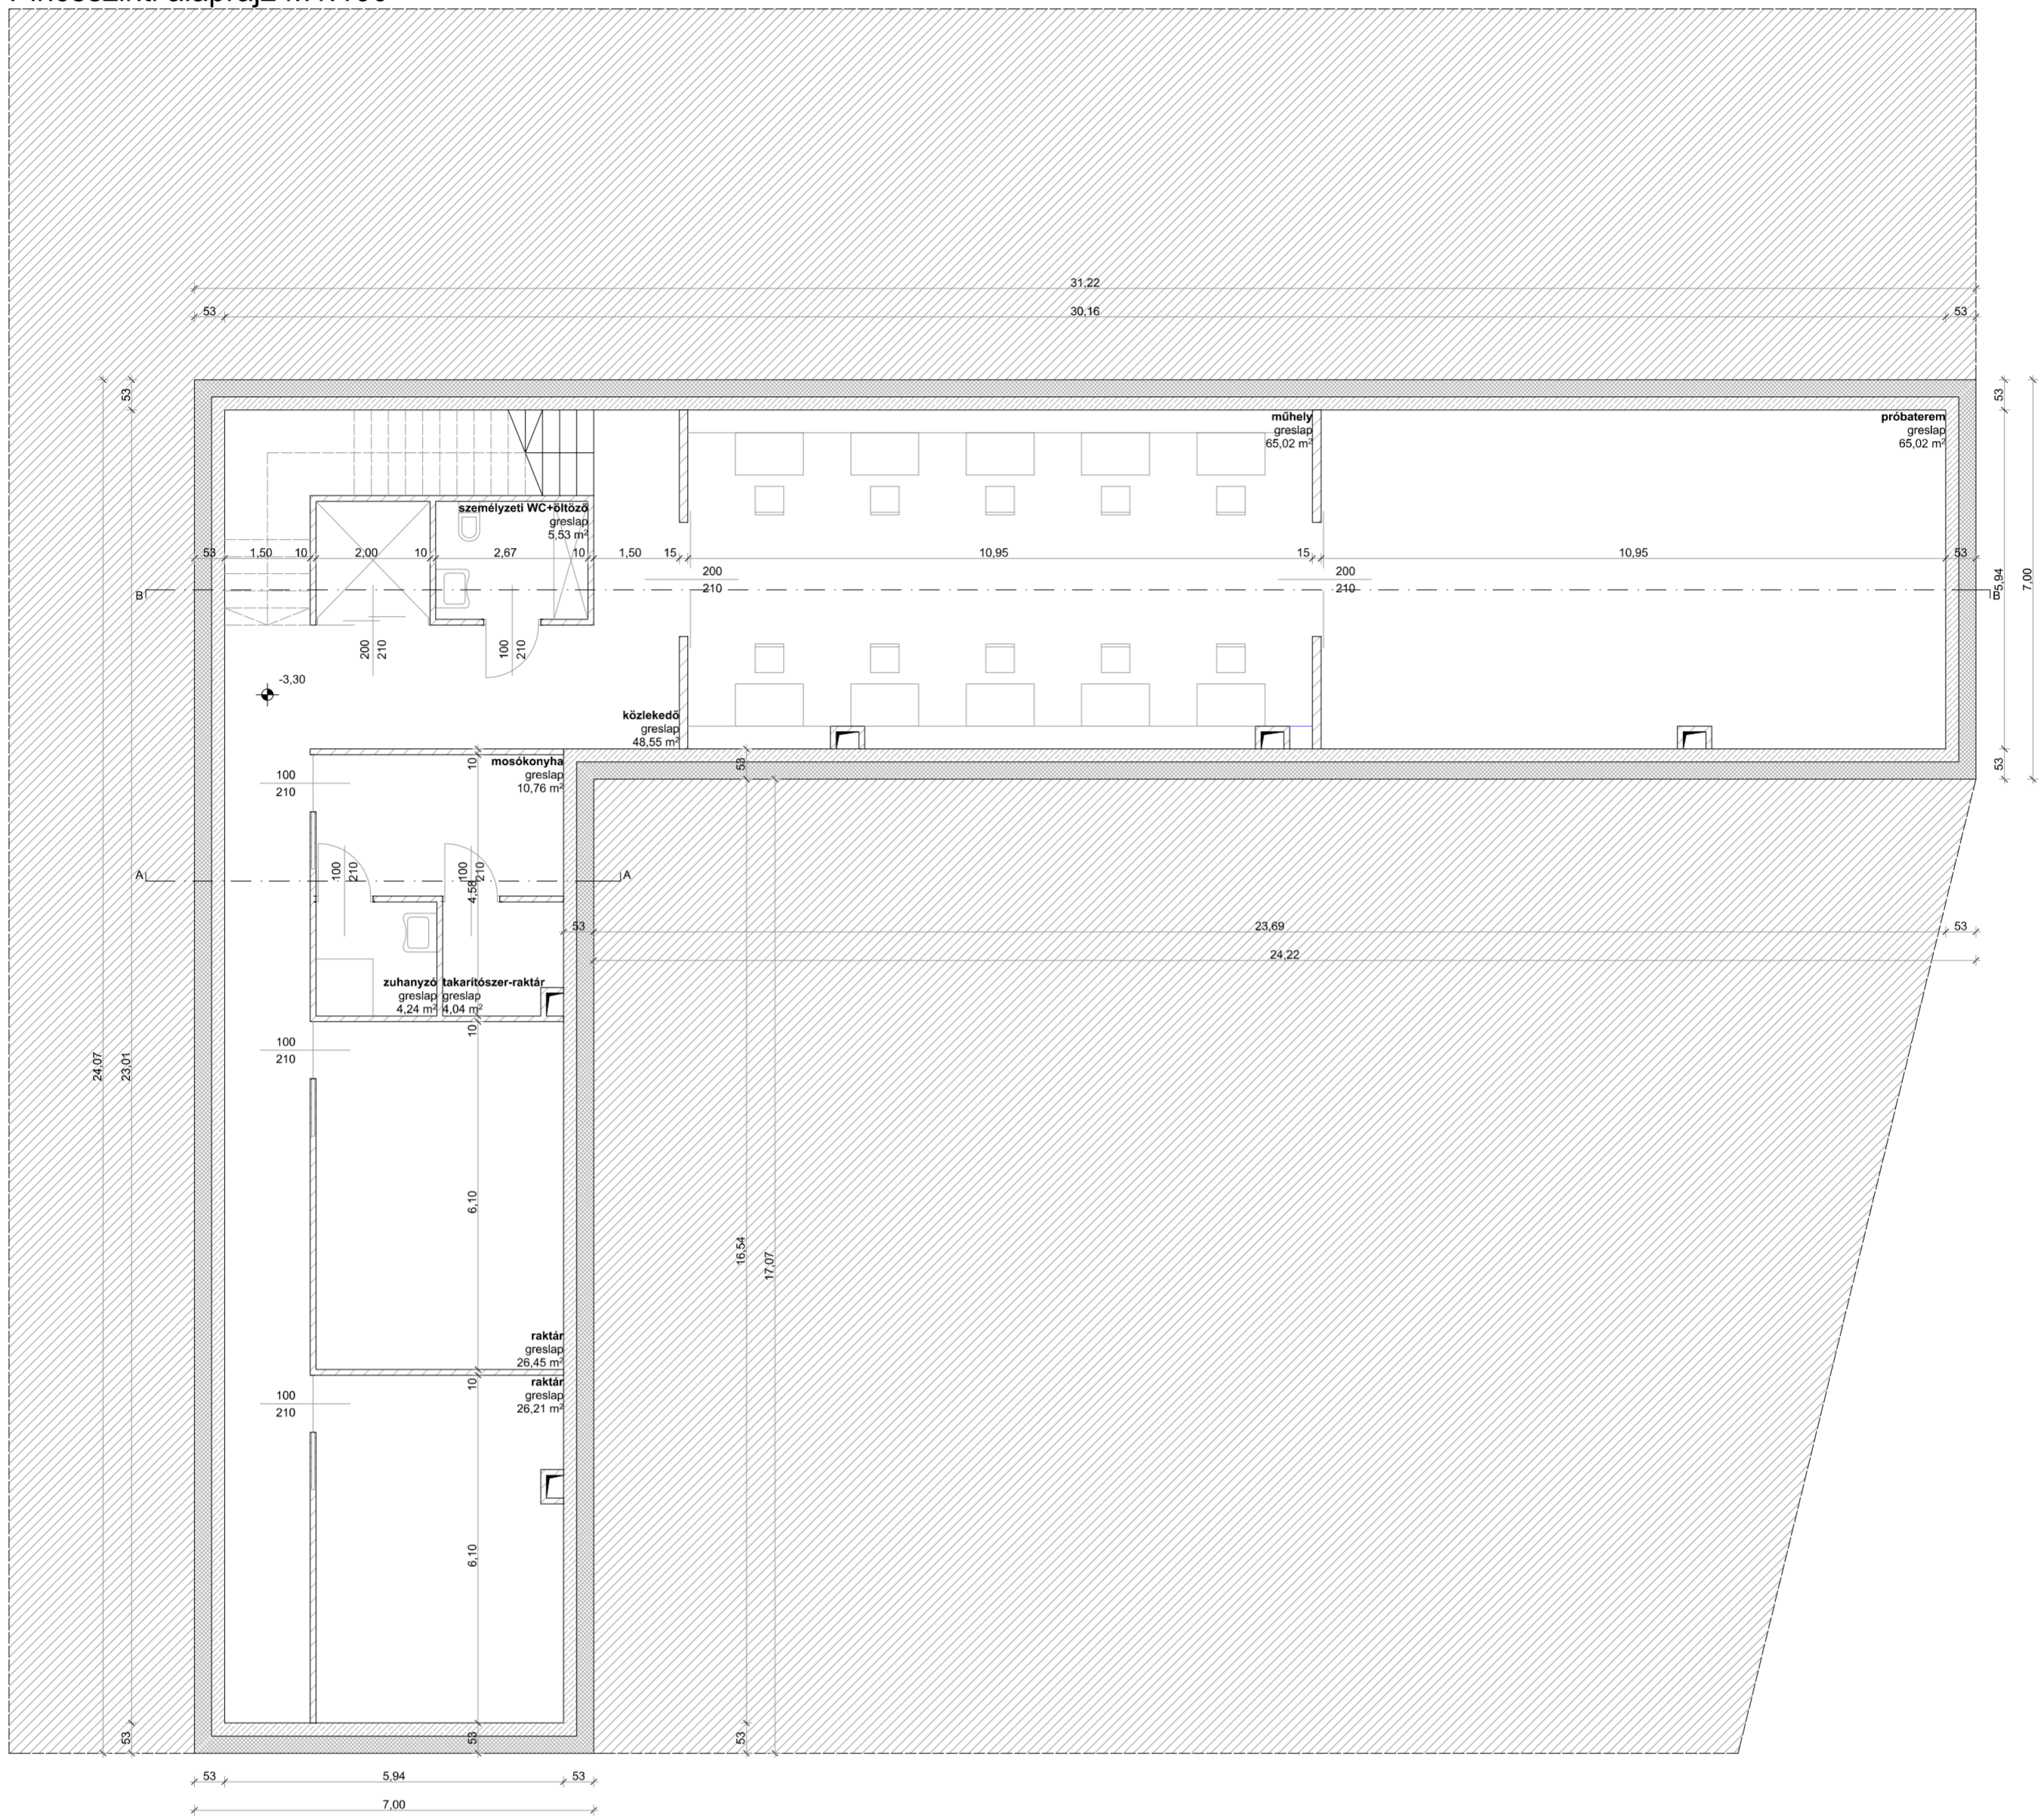 31,22
53
30,16
53
53
53
műhely
greslap
65,02 m²
próbaterem
greslap
65,02 m²
személyzeti WC+öltöző
greslap
5,53 m²
53
1,50
10
2,00
10
2,67
10
1,50
15
10,95
15
10,95
53
200
210
200
210
B
B
5,94
7,00
200
210
100
210
-3,30
közlekedő
greslap
48,55 m²
10
53
53
mosókonyha
greslap
10,76 m²
100
210
A
A
100
210
100
210
4,58
53
23,69
53
24,22
zuhanyzó
greslap
4,24 m²
takarítószer-raktár
greslap
4,04 m²
10
100
210
24,07
23,01
6,10
16,54
17,07
raktár
greslap
26,45 m²
10
raktár
greslap
26,21 m²
100
210
6,10
53
53
53
53
5,94
53
7,00